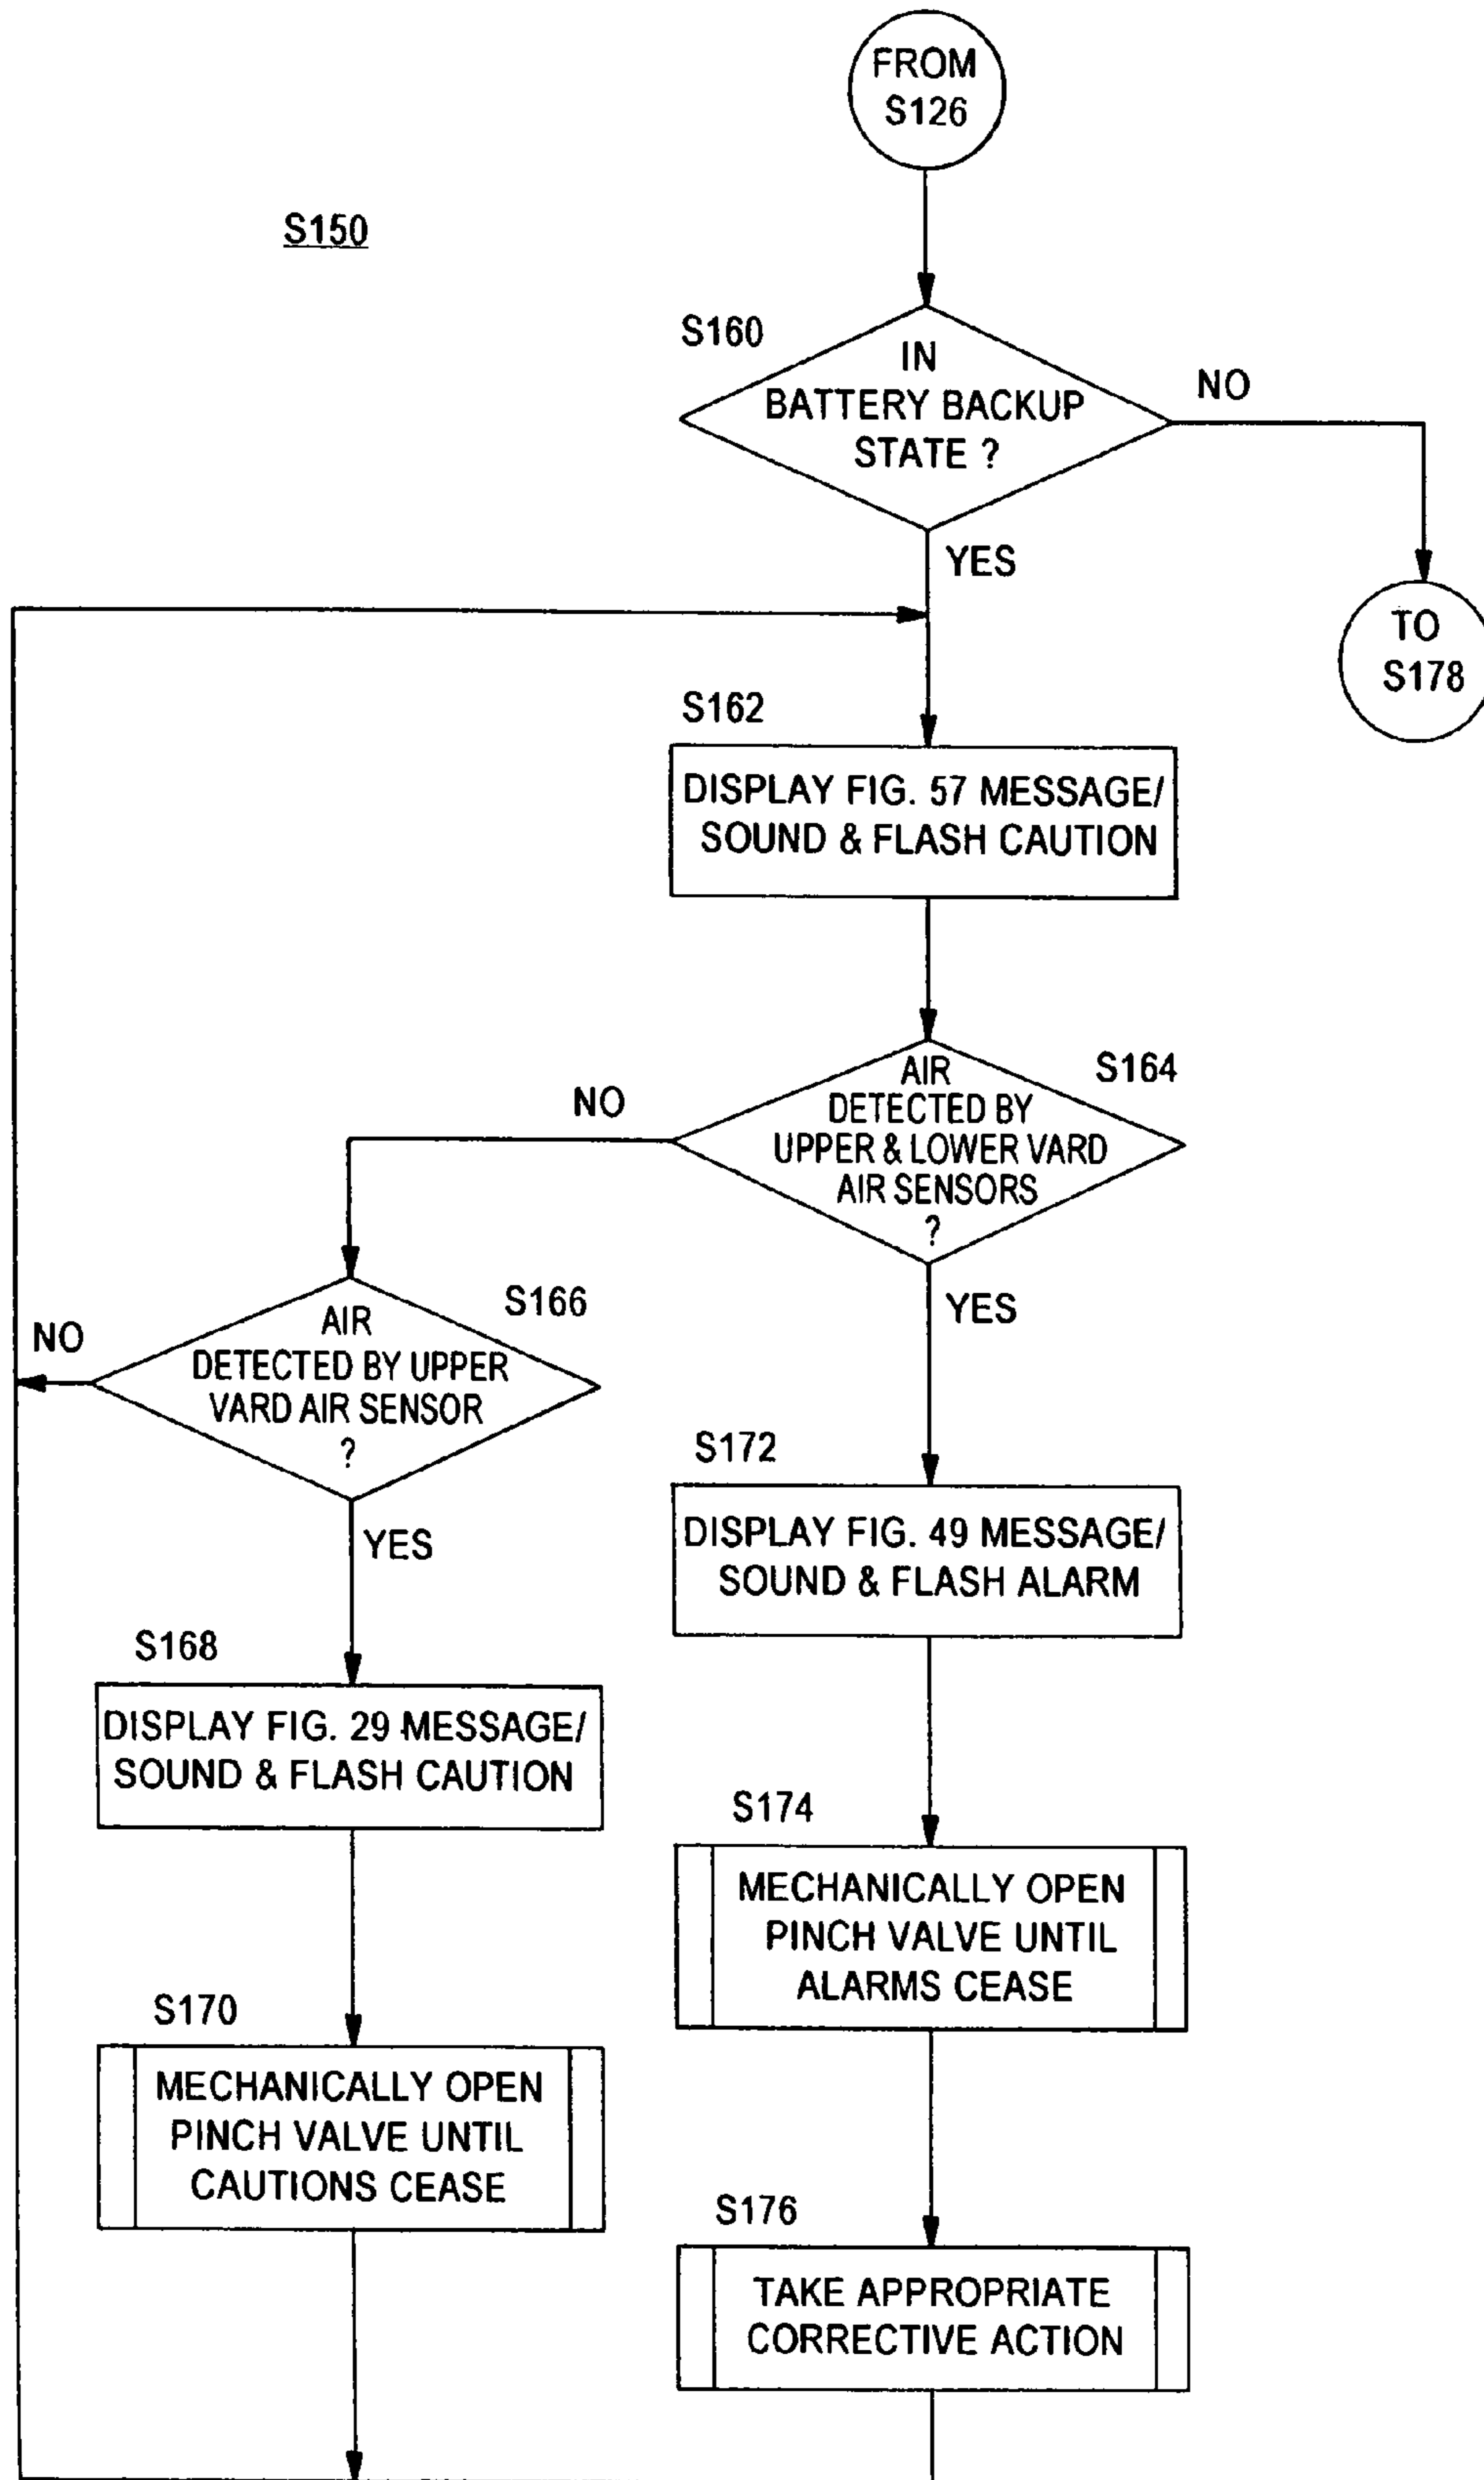 FROM
S126
S150
S160
IN
BATTERY BACKUP
STATE ?
NO
YES
TO
S178
S162
DISPLAY FIG. 57 MESSAGE/
SOUND & FLASH CAUTION
S164
AIR
DETECTED BY
UPPER & LOWER VARD
AIR SENSORS
?
NO
YES
S166
AIR
DETECTED BY UPPER
VARD AIR SENSOR
?
NO
YES
S172
DISPLAY FIG. 49 MESSAGE/
SOUND & FLASH ALARM
S168
DISPLAY FIG. 29 MESSAGE/
SOUND & FLASH CAUTION
S174
MECHANICALLY OPEN
PINCH VALVE UNTIL
ALARMS CEASE
S170
MECHANICALLY OPEN
PINCH VALVE UNTIL
CAUTIONS CEASE
S176
TAKE APPROPRIATE
CORRECTIVE ACTION